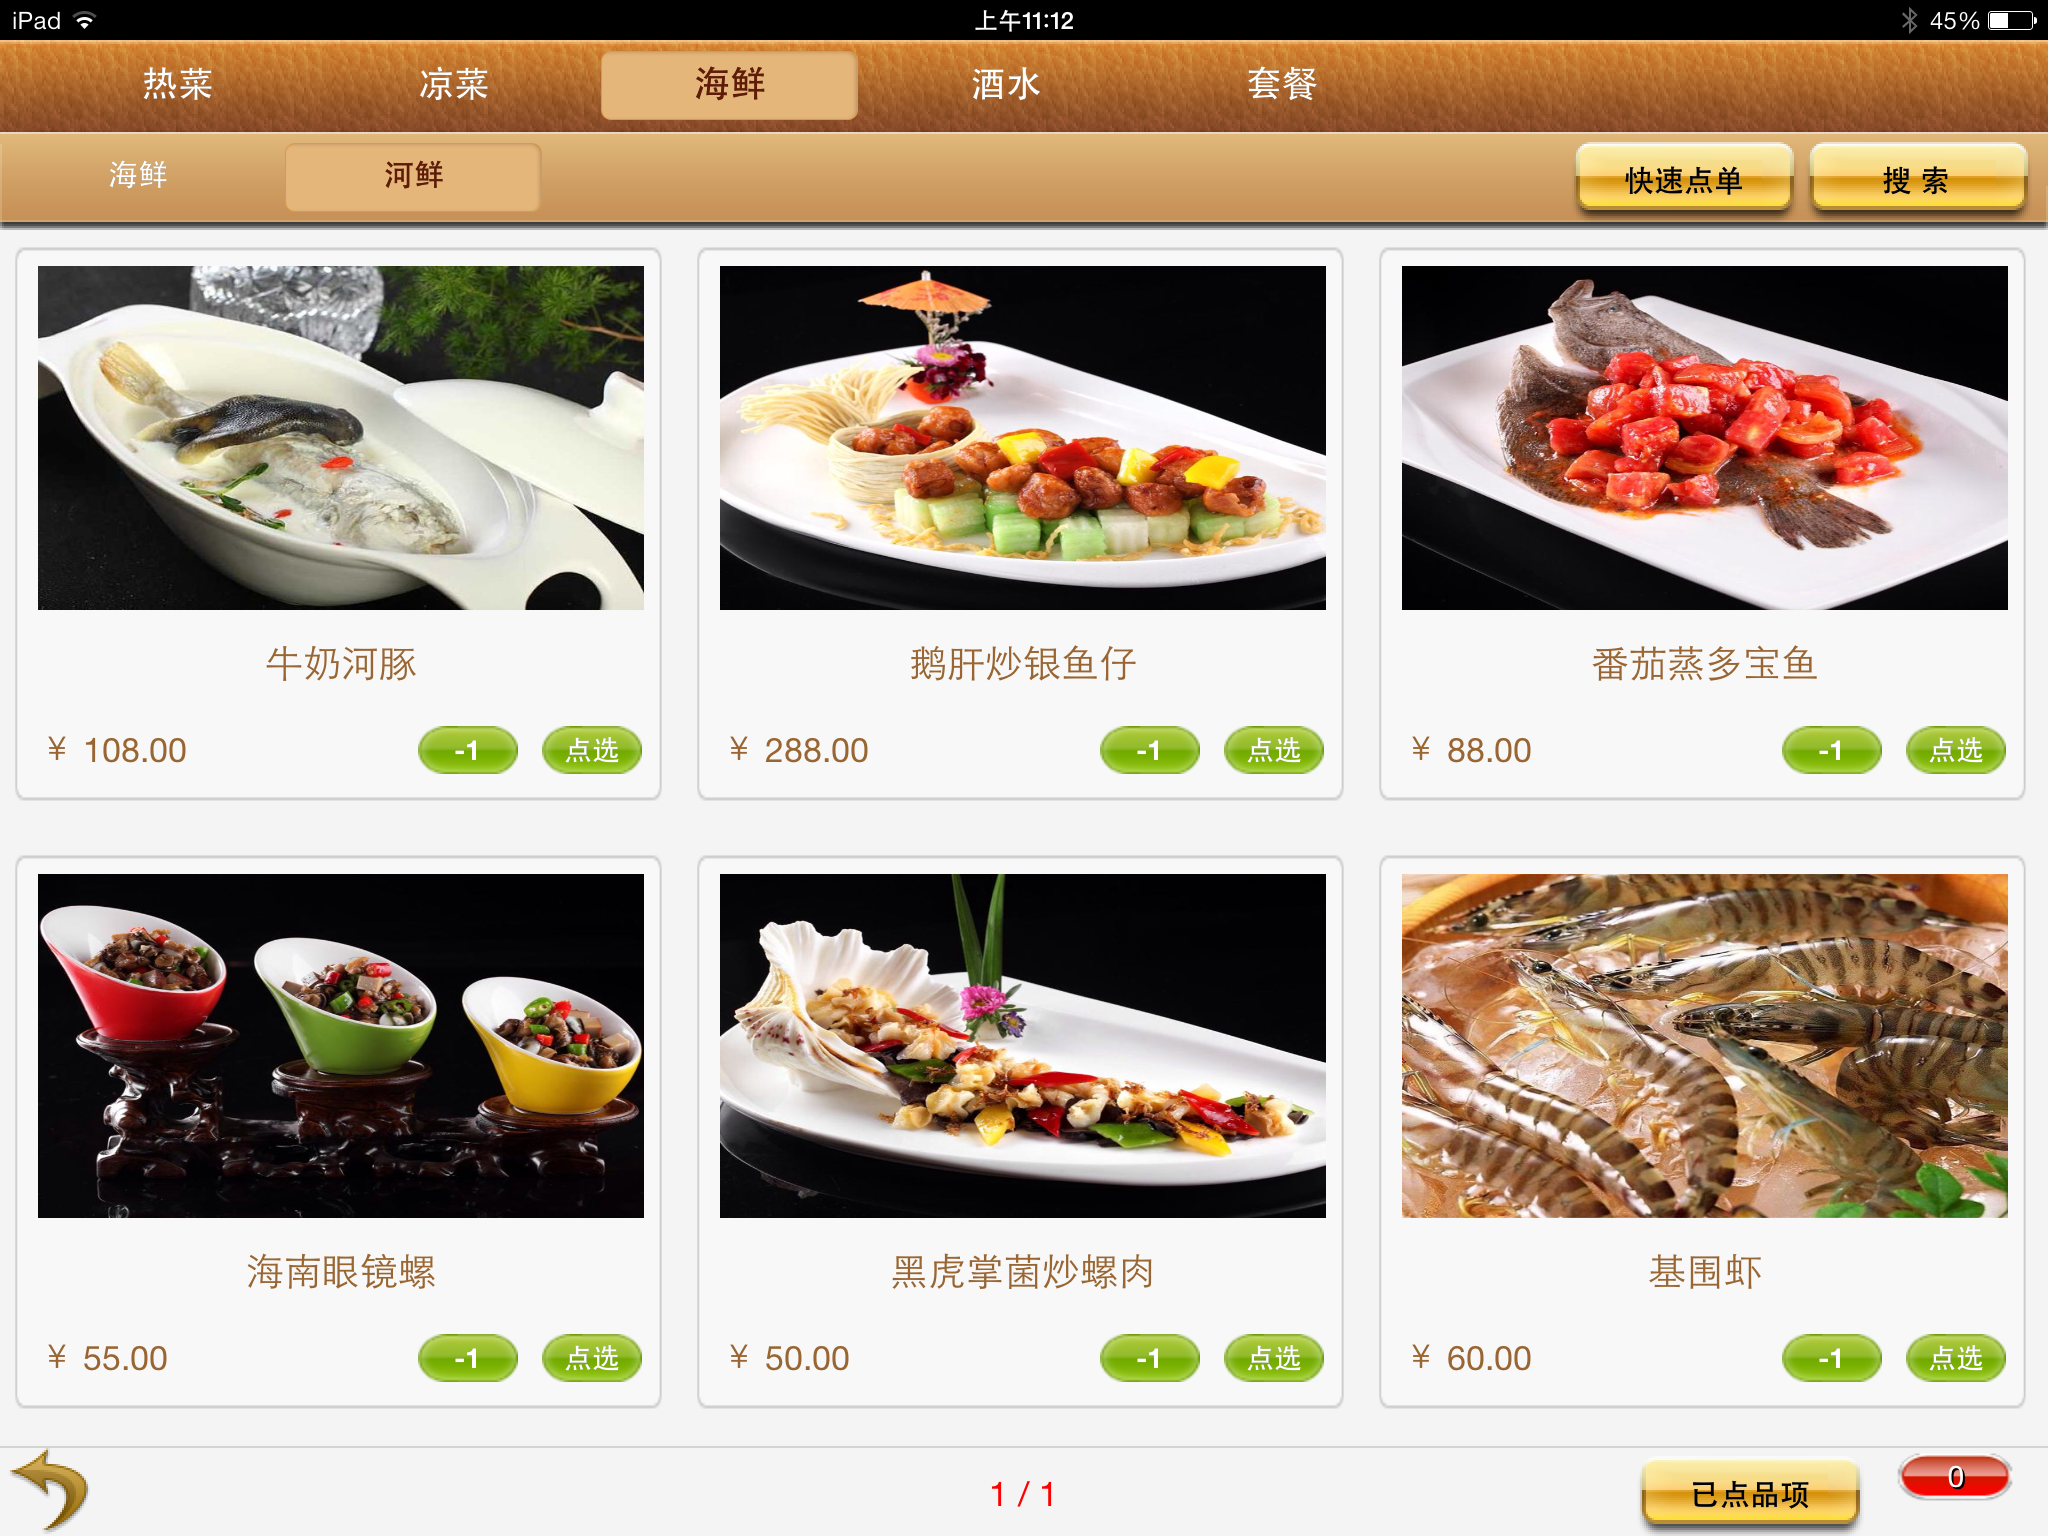 iPad 上午11:12 45%
热菜 凉菜 海鲜 酒水 套餐
海鲜 河鲜 快速点单 搜 索
牛奶河豚 鹅肝炒银鱼仔 番茄蒸多宝鱼
¥ 108.00 -1 点选 ¥ 288.00 -1 点选 ¥ 88.00 -1 点选
海南眼镜螺 黑虎掌菌炒螺肉 基围虾
¥ 55.00 -1 点选 ¥ 50.00 -1 点选 ¥ 60.00 -1 点选
1 / 1 已点品项 0